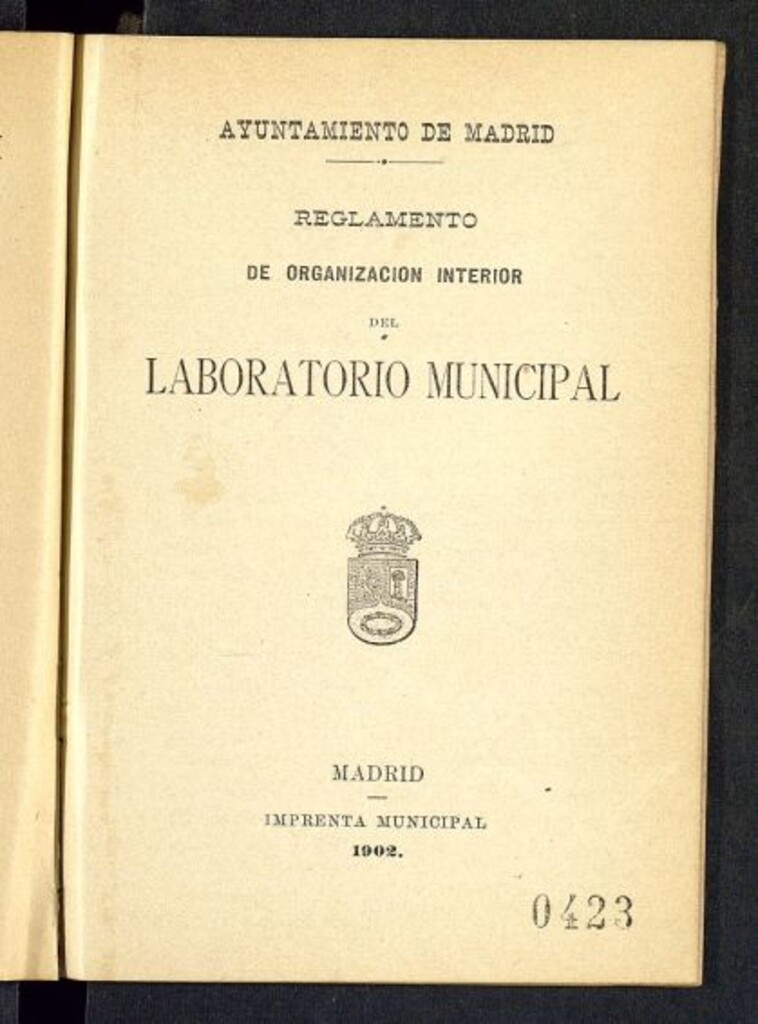 AYUNTAMIENTO DE MADRID
REGLAMENTO
DE ORGANIZACION INTERIOR
DEL
LABORATORIO MUNICIPAL
MADRID
IMPRENTA MUNICIPAL
1902.
0423